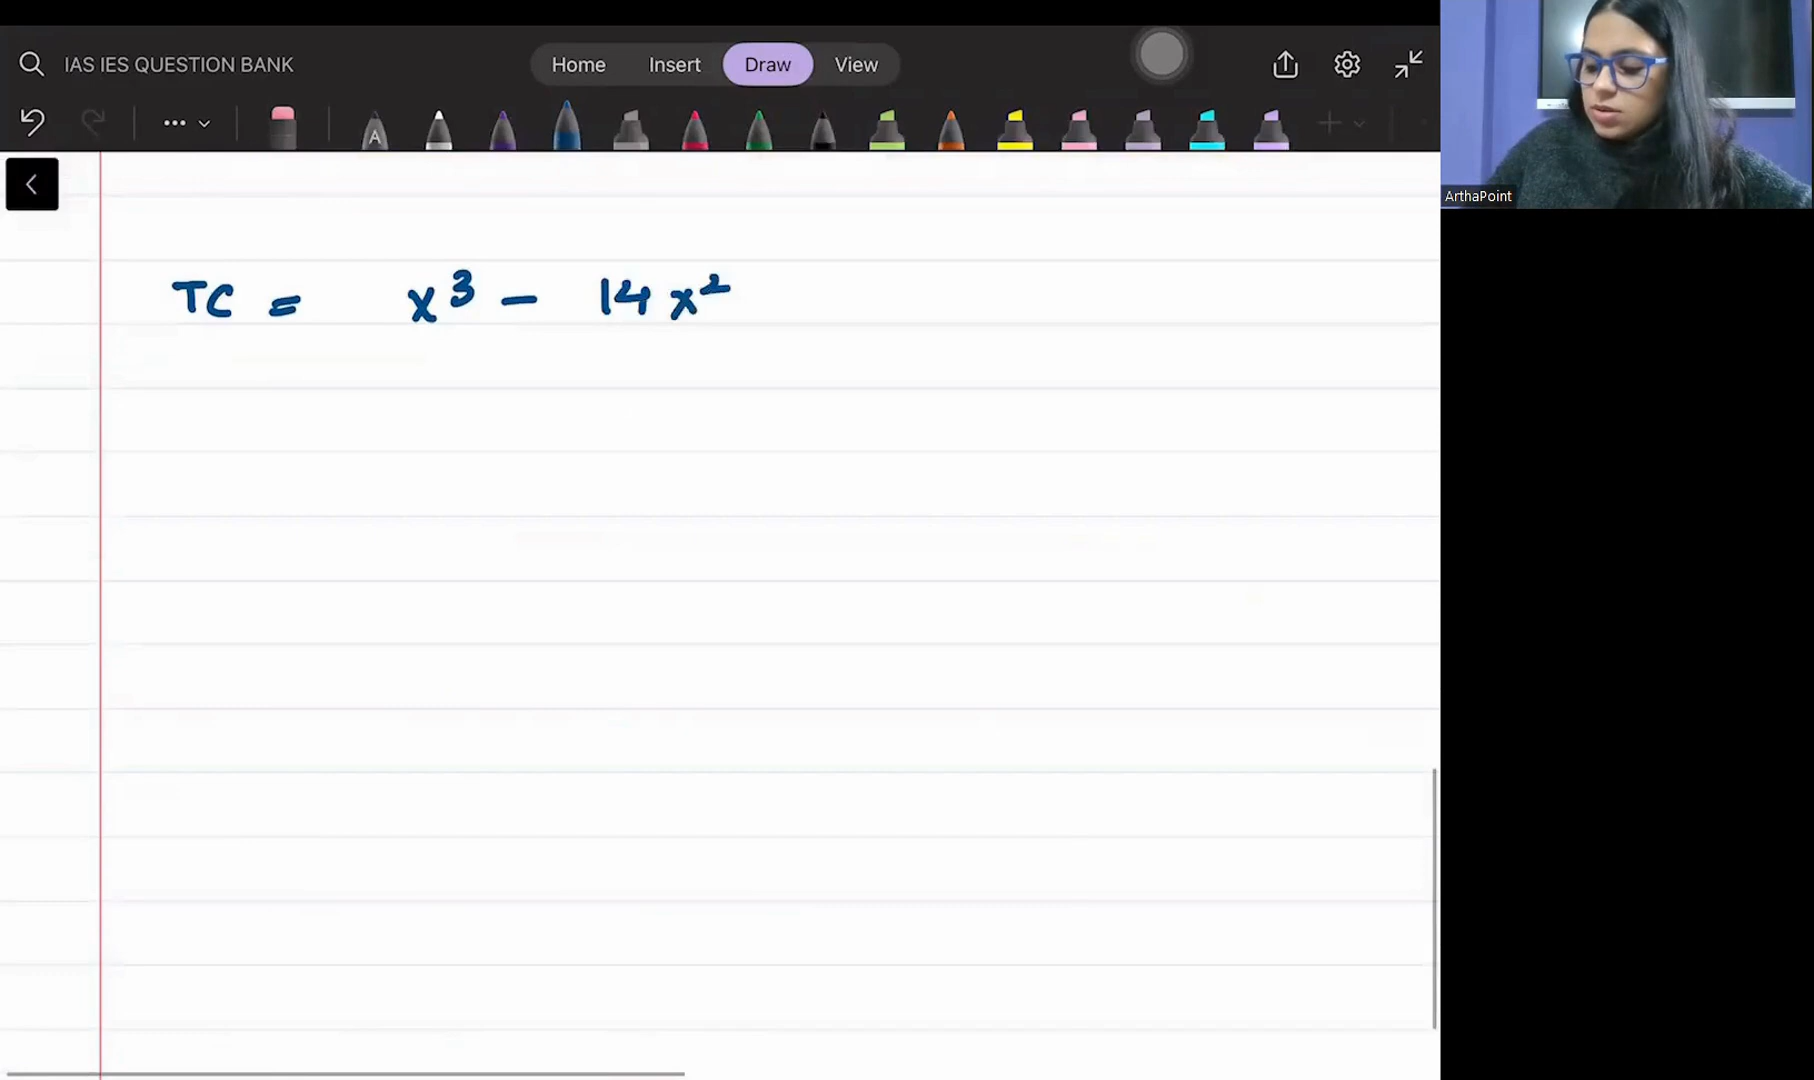 IAS IES QUESTION BANK
Home Insert Draw View
A
ArthaPoint
TC = x³ - 14x²